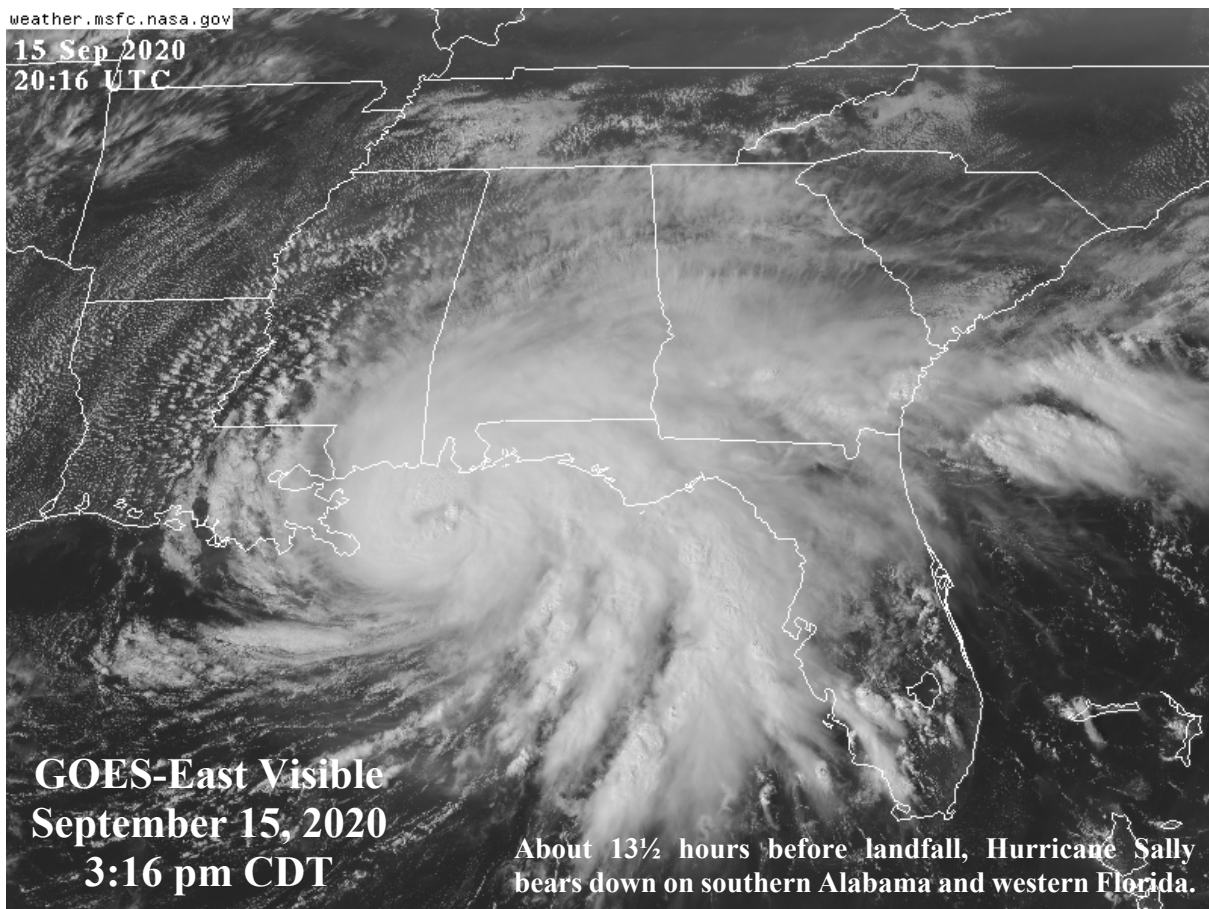 weather.msfc.nasa.gov
15 Sep 2020
20:16 UTC
GOES-East Visible
September 15, 2020
3:16 pm CDT
About 13½ hours before landfall, Hurricane Sally
bears down on southern Alabama and western Florida.